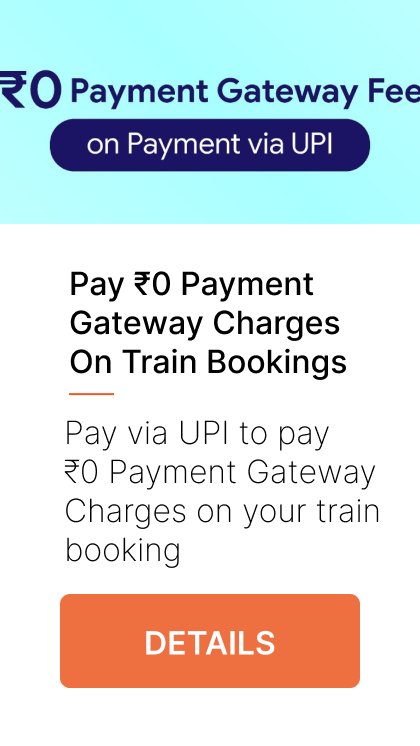 ₹0 Payment Gateway Fee
on Payment via UPI
Pay ₹0 Payment
Gateway Charges
On Train Bookings
Pay via UPI to pay
₹0 Payment Gateway
Charges on your train
booking
DETAILS